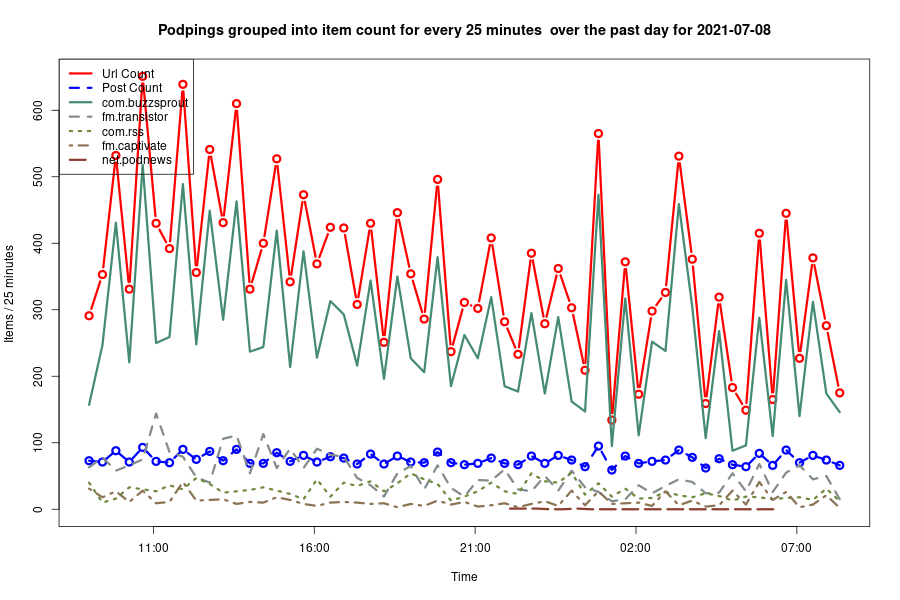 Podpings grouped into item count for every 25 minutes  over the past day for 2021-07-08
Url Count
Post Count
com.buzzsprout
fm.transistor
com.rss
fm.captivate
net.podnews
Items / 25 minutes
600
500
400
300
200
100
0
11:00 16:00 21:00 02:00 07:00
Time